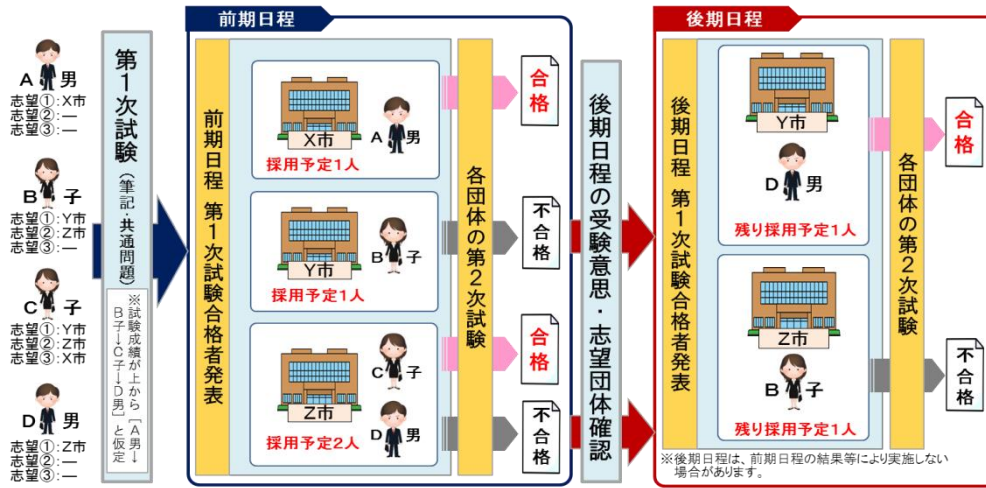 A男
志望①：X市
志望②：―
志望③：―
B子
志望①：Y市
志望②：Z市
志望③：―
C子
志望①：Y市
志望②：Z市
志望③：X市
D男
志望①：Z市
志望②：―
志望③：―
第1次試験（筆記・共通問題）
※試験成績が上から［A男→
B子→C子→D男］と仮定
前期日程
前期日程 第1次試験合格者発表
X市
A男
採用予定1人
Y市
B子
採用予定1人
Z市
C子
D男
採用予定2人
各団体の第2次試験
合格
不合格
合格
不合格
後期日程の受験意思・志望団体確認
後期日程
後期日程 第1次試験合格者発表
Y市
D男
残り採用予定1人
Z市
B子
残り採用予定1人
各団体の第2次試験
合格
不合格
※後期日程は、前期日程の結果等により実施しない
場合があります。